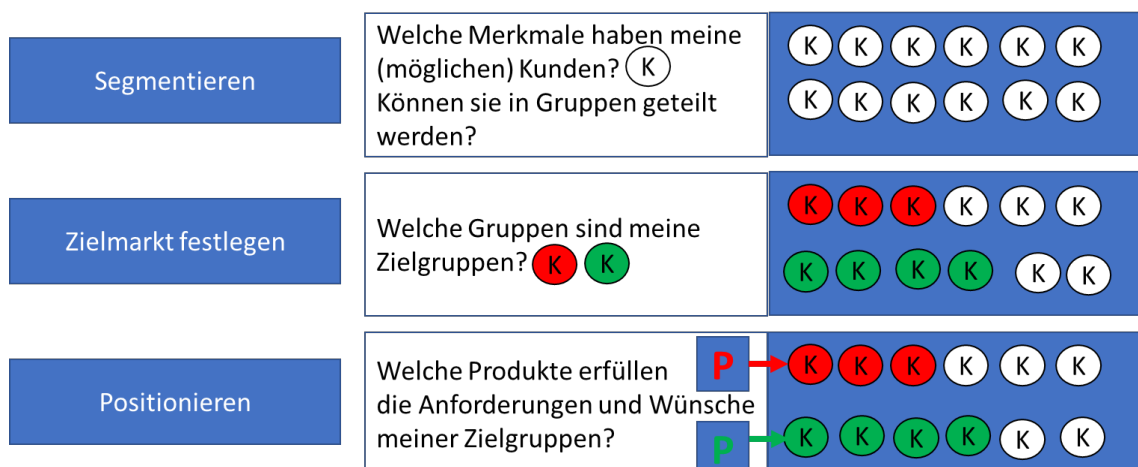 Segmentieren
Welche Merkmale haben meine
(möglichen) Kunden? K
Können sie in Gruppen geteilt
werden?
K K K K K K
K K K K K K
Zielmarkt festlegen
Welche Gruppen sind meine
Zielgruppen? K K
K K K K K K
K K K K K K
Positionieren
Welche Produkte erfüllen
die Anforderungen und Wünsche
meiner Zielgruppen?
P K K K K K K
P K K K K K K